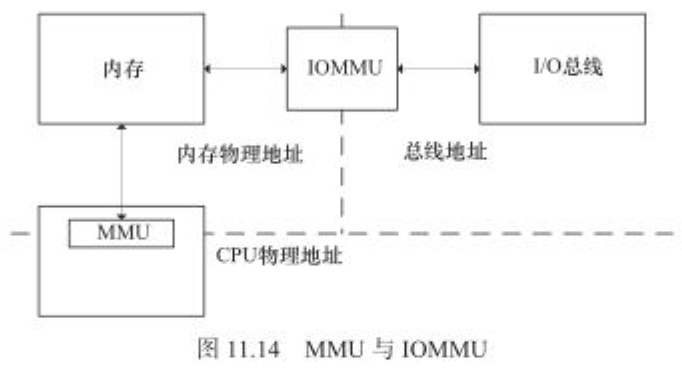 内存
IOMMU
I/O总线
内存物理地址
总线地址
MMU
CPU物理地址
图 11.14 MMU 与 IOMMU